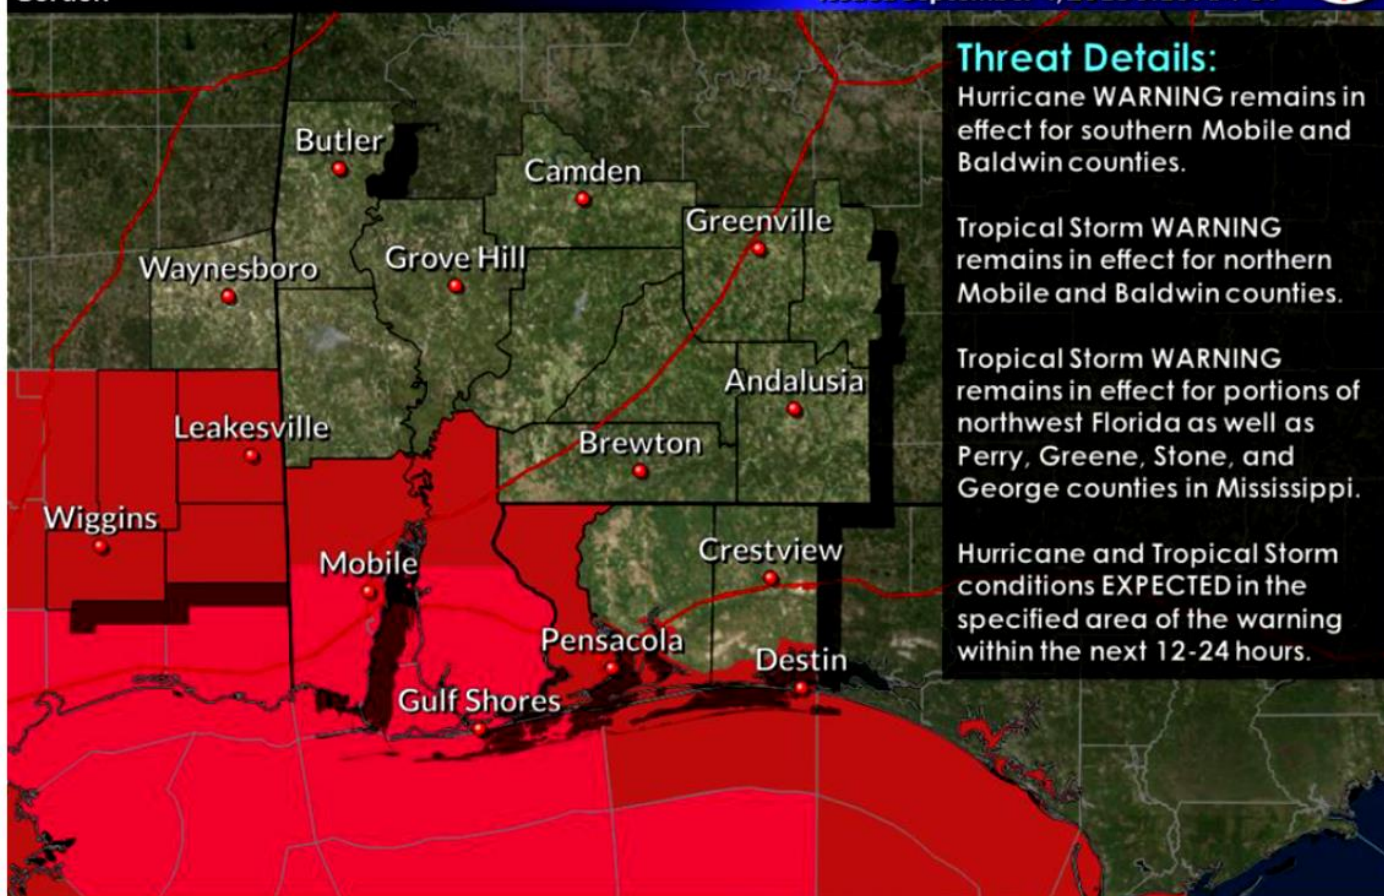 Threat Details:
Hurricane WARNING remains in
effect for southern Mobile and
Baldwin counties.
Tropical Storm WARNING
remains in effect for northern
Mobile and Baldwin counties.
Tropical Storm WARNING
remains in effect for portions of
northwest Florida as well as
Perry, Greene, Stone, and
George counties in Mississippi.
Hurricane and Tropical Storm
conditions EXPECTED in the
specified area of the warning
within the next 12-24 hours.
Butler
Camden
Greenville
Grove Hill
Waynesboro
Andalusia
Leakesville
Brewton
Wiggins
Crestview
Mobile
Pensacola
Destin
Gulf Shores